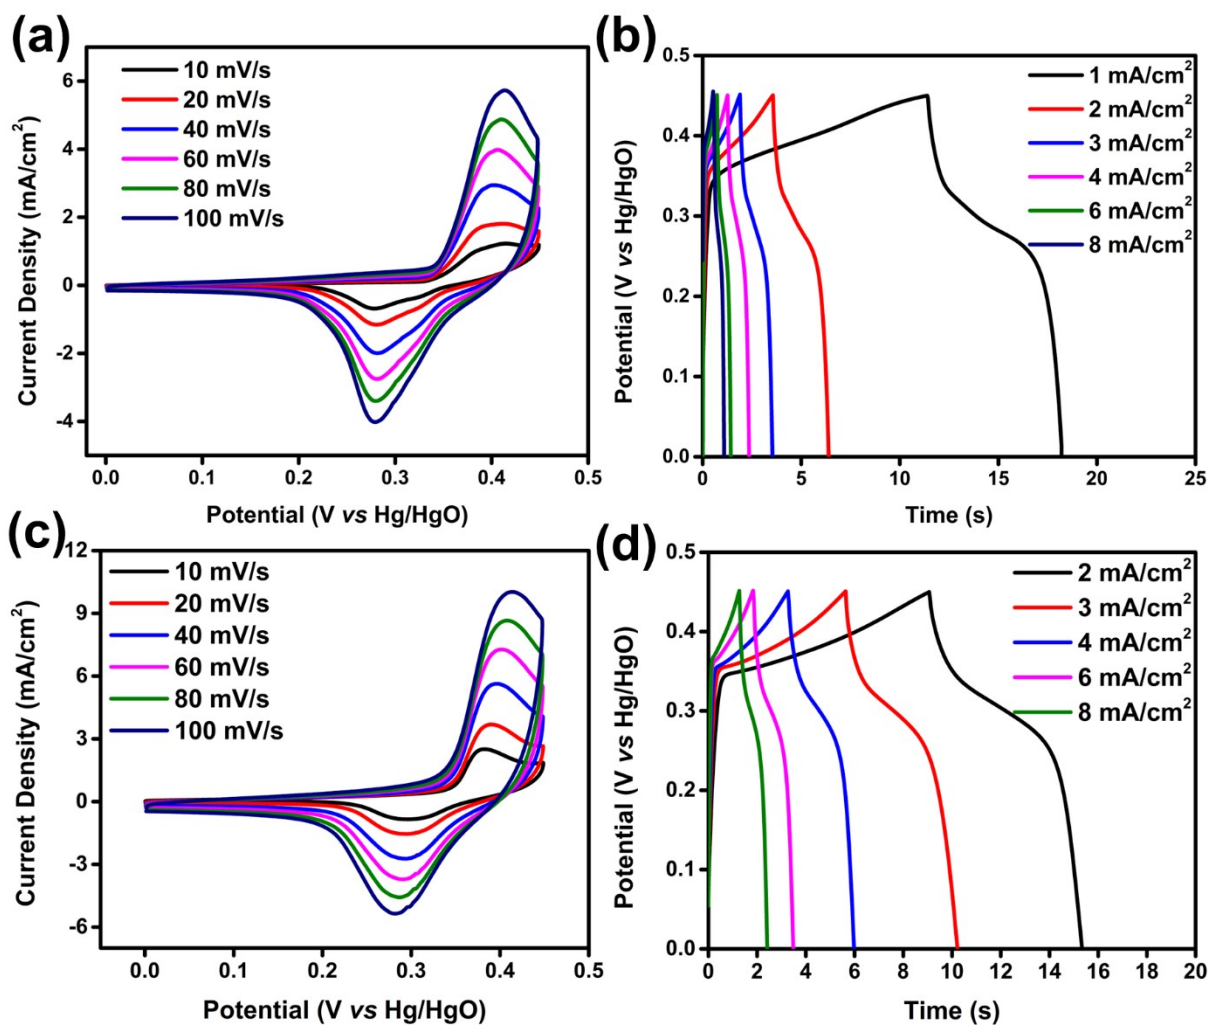 (a)
10 mV/s
20 mV/s
40 mV/s
60 mV/s
80 mV/s
100 mV/s
6
4
2
0
-2
-4
Current Density (mA/cm²)
0.0 0.1 0.2 0.3 0.4 0.5
Potential (V vs Hg/HgO)
(b)
1 mA/cm²
2 mA/cm²
3 mA/cm²
4 mA/cm²
6 mA/cm²
8 mA/cm²
0.5
0.4
0.3
0.2
0.1
0.0
Potential (V vs Hg/HgO)
0 5 10 15 20 25
Time (s)
(c)
10 mV/s
20 mV/s
40 mV/s
60 mV/s
80 mV/s
100 mV/s
12
9
6
3
0
-3
-6
Current Density (mA/cm²)
0.0 0.1 0.2 0.3 0.4 0.5
Potential (V vs Hg/HgO)
(d)
2 mA/cm²
3 mA/cm²
4 mA/cm²
6 mA/cm²
8 mA/cm²
0.5
0.4
0.3
0.2
0.1
0.0
Potential (V vs Hg/HgO)
0 2 4 6 8 10 12 14 16 18 20
Time (s)